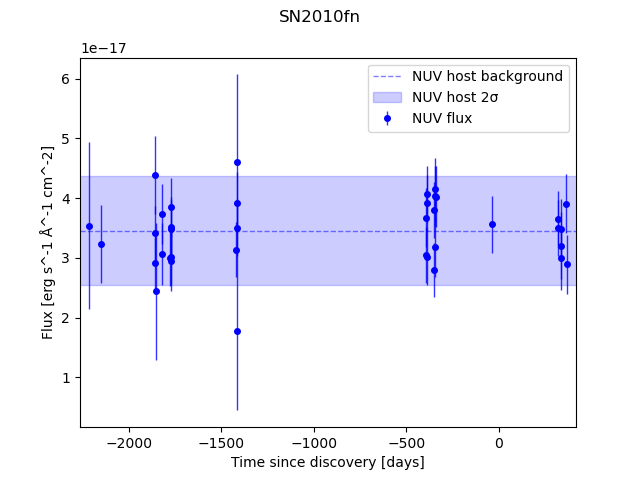 SN2010fn
1e−17
NUV host background
NUV host 2σ
NUV flux
6
5
4
3
2
1
Flux [erg s^-1 Å^-1 cm^-2]
−2000
−1500
−1000
−500
0
Time since discovery [days]